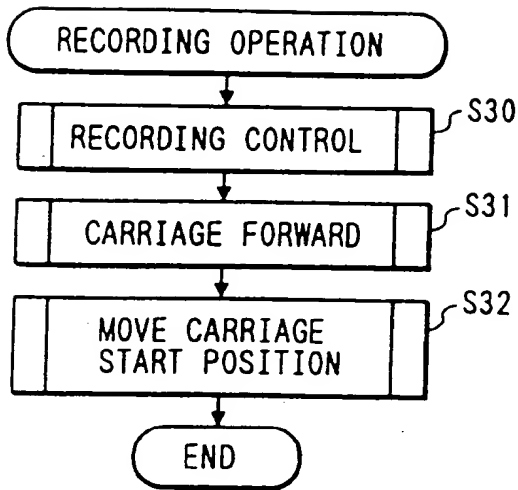 RECORDING OPERATION
RECORDING CONTROL
S30
CARRIAGE FORWARD
S31
MOVE CARRIAGE
START POSITION
S32
END